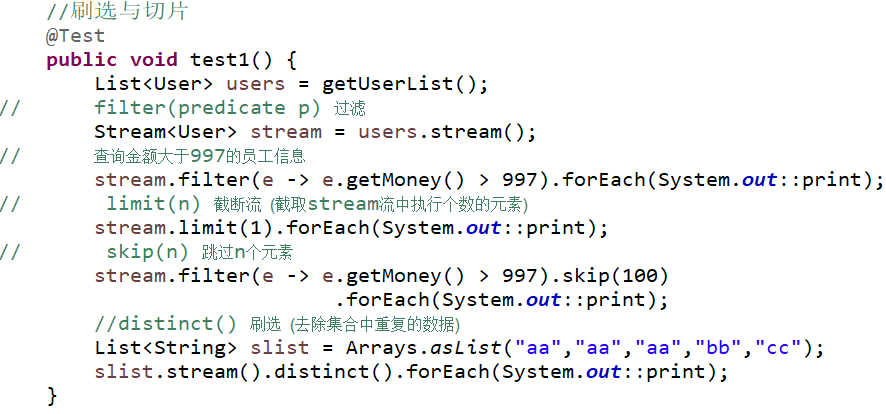 //刷选与切片
@Test
public void test1() {
List<User> users = getUserList();
// filter(predicate p) 过滤
Stream<User> stream = users.stream();
// 查询金额大于997的员工信息
stream.filter(e -> e.getMoney() > 997).forEach(System.out::print);
// limit(n) 截断流 (截取stream流中执行个数的元素)
stream.limit(1).forEach(System.out::print);
// skip(n) 跳过n个元素
stream.filter(e -> e.getMoney() > 997).skip(100)
.forEach(System.out::print);
//distinct() 刷选 (去除集合中重复的数据)
List<String> slist = Arrays.asList("aa","aa","aa","bb","cc");
slist.stream().distinct().forEach(System.out::print);
}